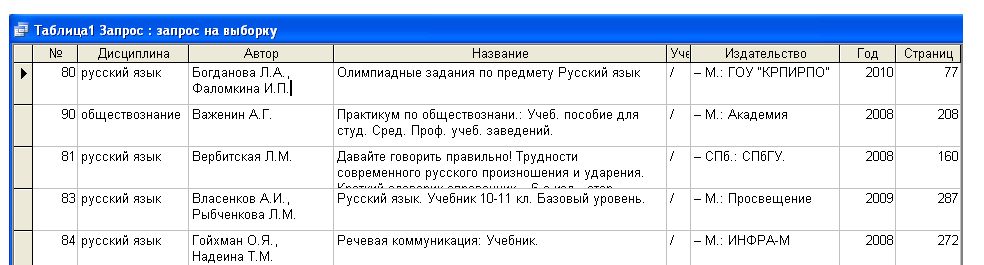 Таблица1 Запрос : запрос на выборку
№ Дисциплина Автор Название Уче Издательство Год Страниц
80 русский язык Богданова Л.А., Олимпиадные задания по предмету Русский язык / – М.: ГОУ "КРПИРПО" 2010 77
Фаломкина И.П.
90 обществознание Важенин А.Г. Практикум по обществознани.: Учеб. пособие для / – М.: Академия 2008 208
студ. Сред. Проф. учеб. заведений.
81 русский язык Вербитская Л.М. Давайте говорить правильно! Трудности / – СПб.: СПбГУ. 2008 160
современного русского произношения и ударения.
83 русский язык Власенков А.И., Русский язык. Учебник 10-11 кл. Базовый уровень. / – М.: Просвещение 2009 287
Рыбченкова Л.М.
84 русский язык Гойхман О.Я., Речевая коммуникация: Учебник. / – М.: ИНФРА-М 2008 272
Надеина Т.М.